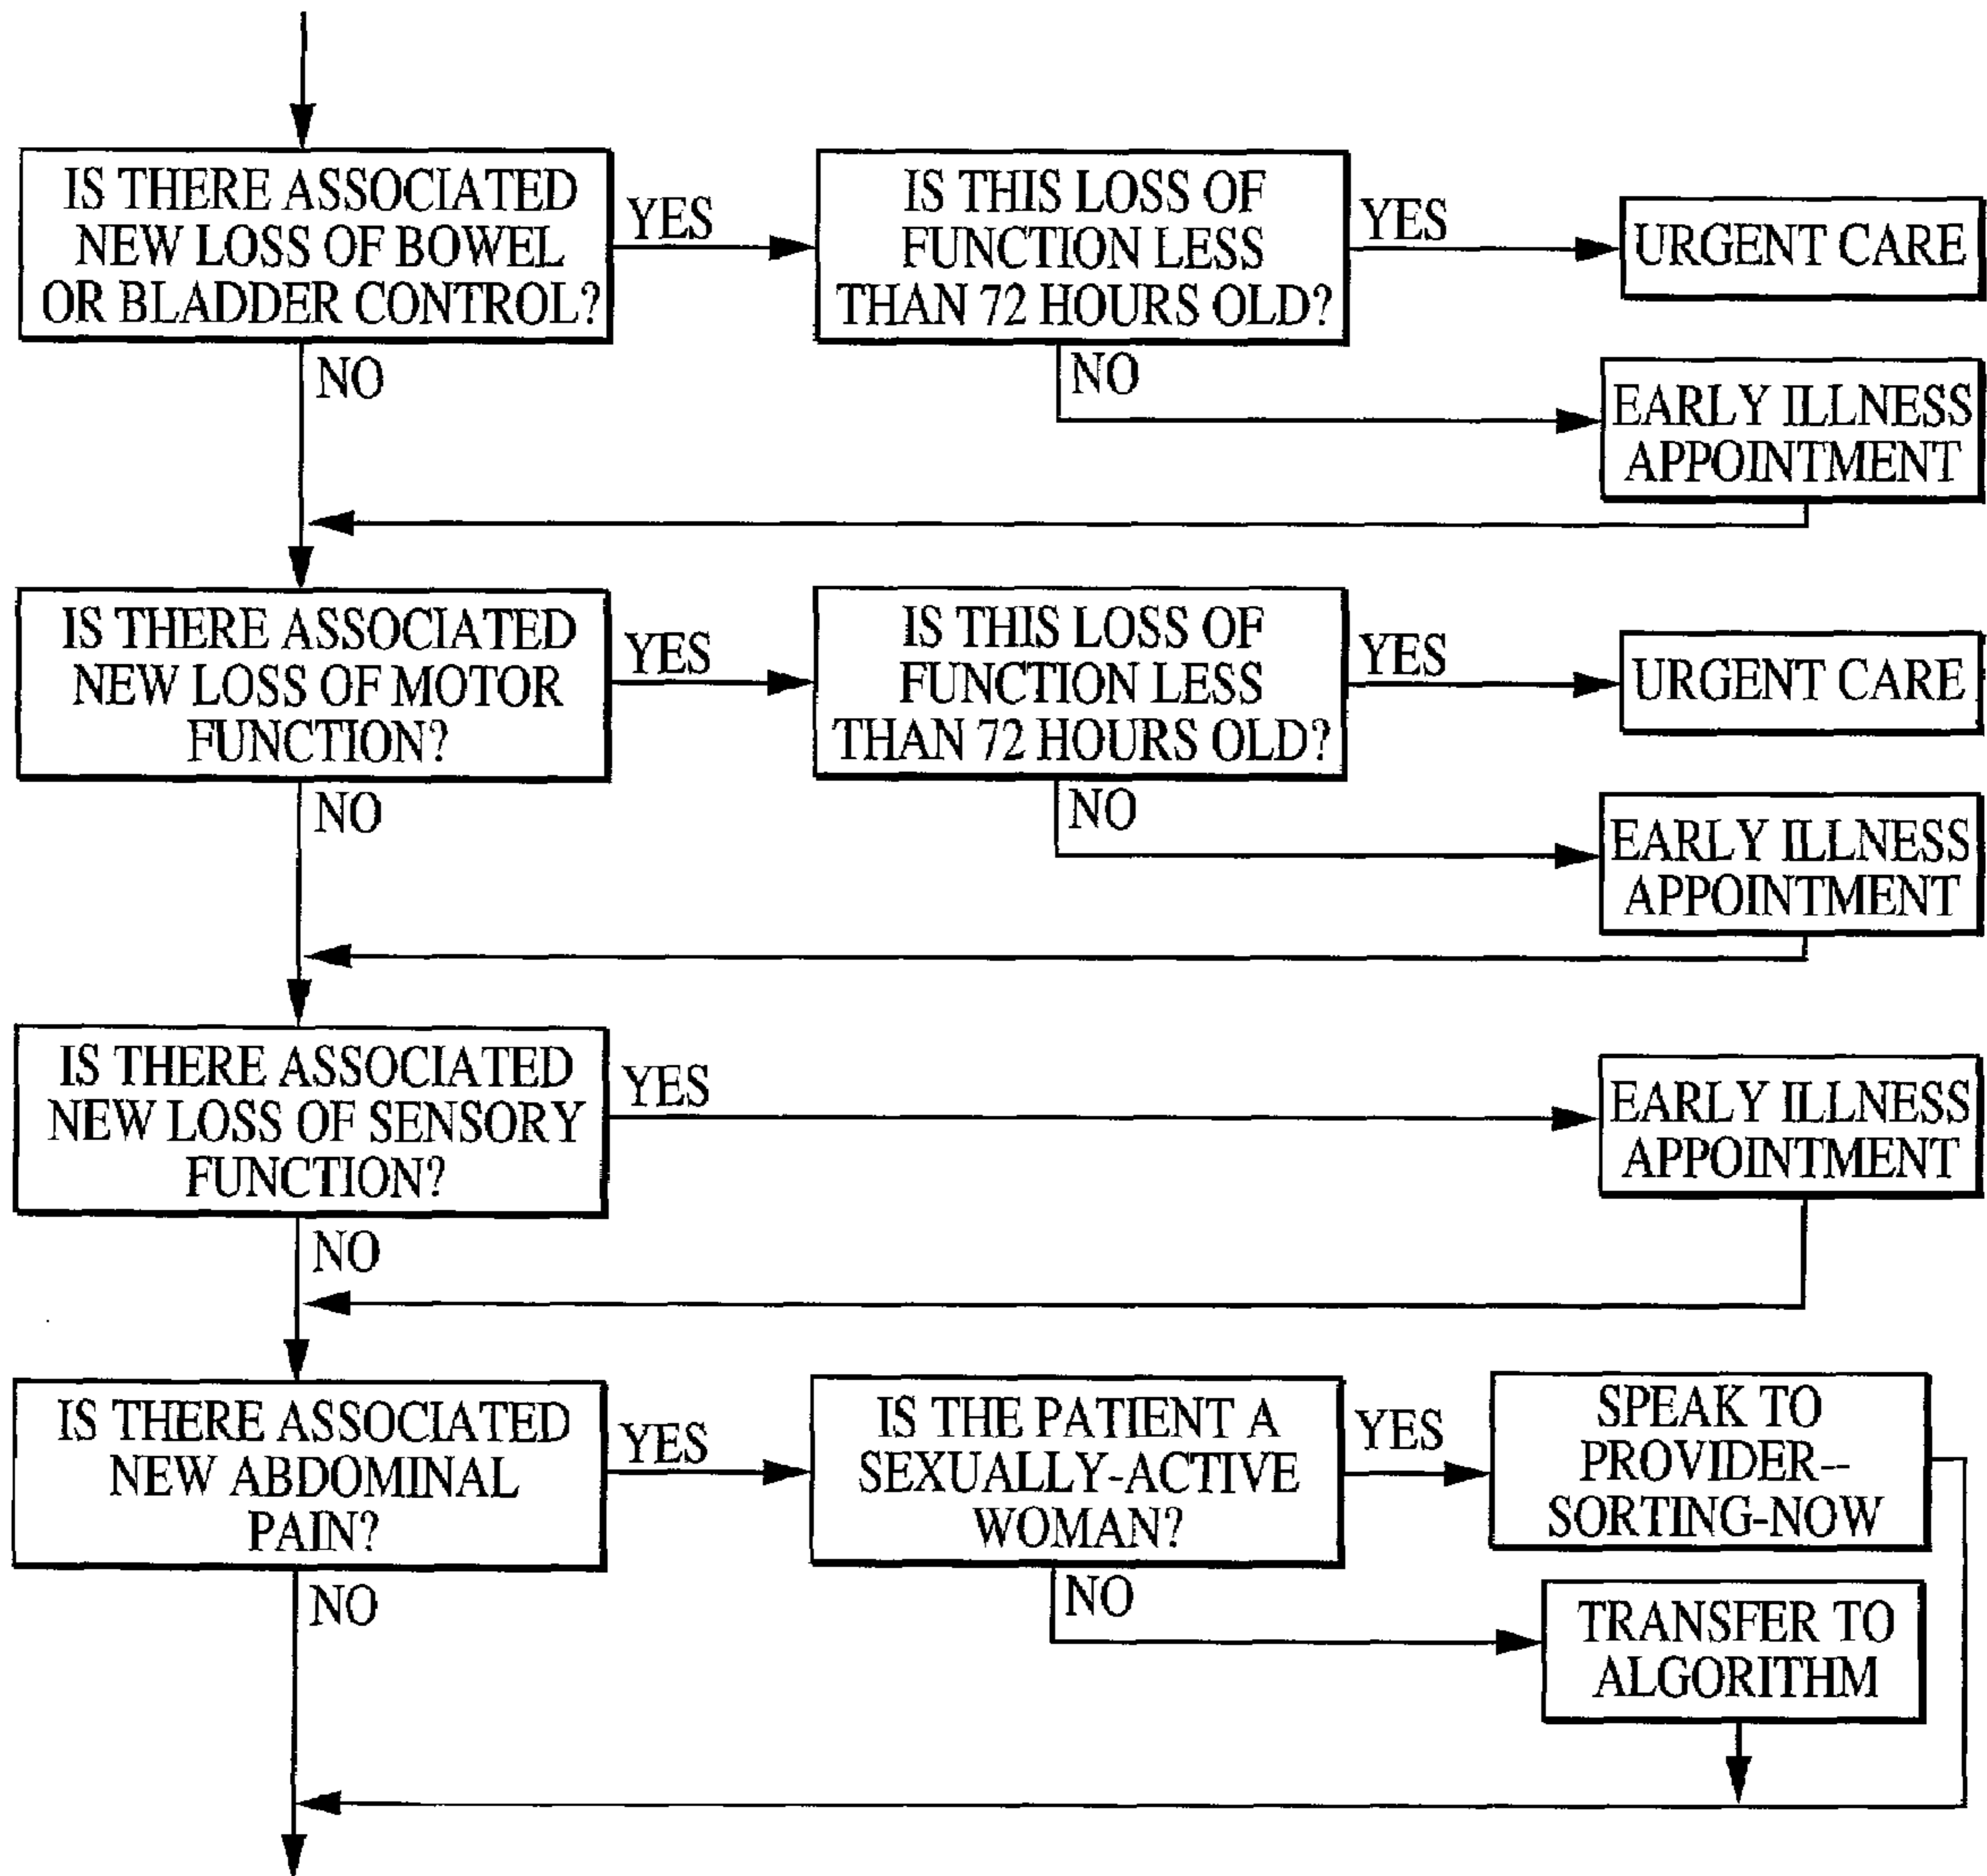 IS THERE ASSOCIATED
NEW LOSS OF BOWEL
OR BLADDER CONTROL?
YES
IS THIS LOSS OF
FUNCTION LESS
THAN 72 HOURS OLD?
YES
URGENT CARE
NO
NO
EARLY ILLNESS
APPOINTMENT
IS THERE ASSOCIATED
NEW LOSS OF MOTOR
FUNCTION?
YES
IS THIS LOSS OF
FUNCTION LESS
THAN 72 HOURS OLD?
YES
URGENT CARE
NO
NO
EARLY ILLNESS
APPOINTMENT
IS THERE ASSOCIATED
NEW LOSS OF SENSORY
FUNCTION?
YES
EARLY ILLNESS
APPOINTMENT
NO
IS THERE ASSOCIATED
NEW ABDOMINAL
PAIN?
YES
IS THE PATIENT A
SEXUALLY-ACTIVE
WOMAN?
YES
SPEAK TO
PROVIDER--
SORTING-NOW
NO
NO
TRANSFER TO
ALGORITHM